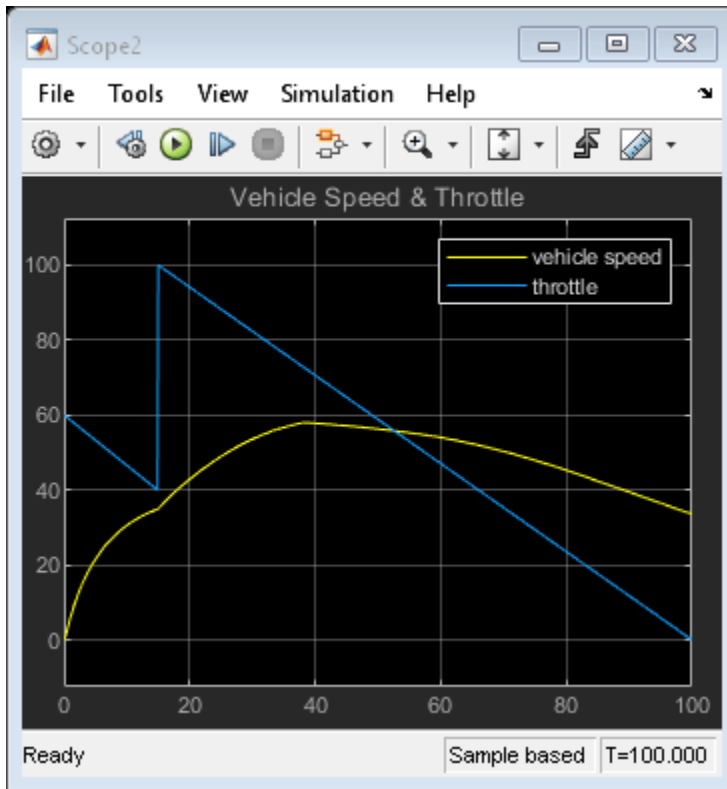 Scope2
File Tools View Simulation Help
Vehicle Speed & Throttle
vehicle speed
throttle
100
80
60
40
20
0
0 20 40 60 80 100
Ready Sample based T=100.000